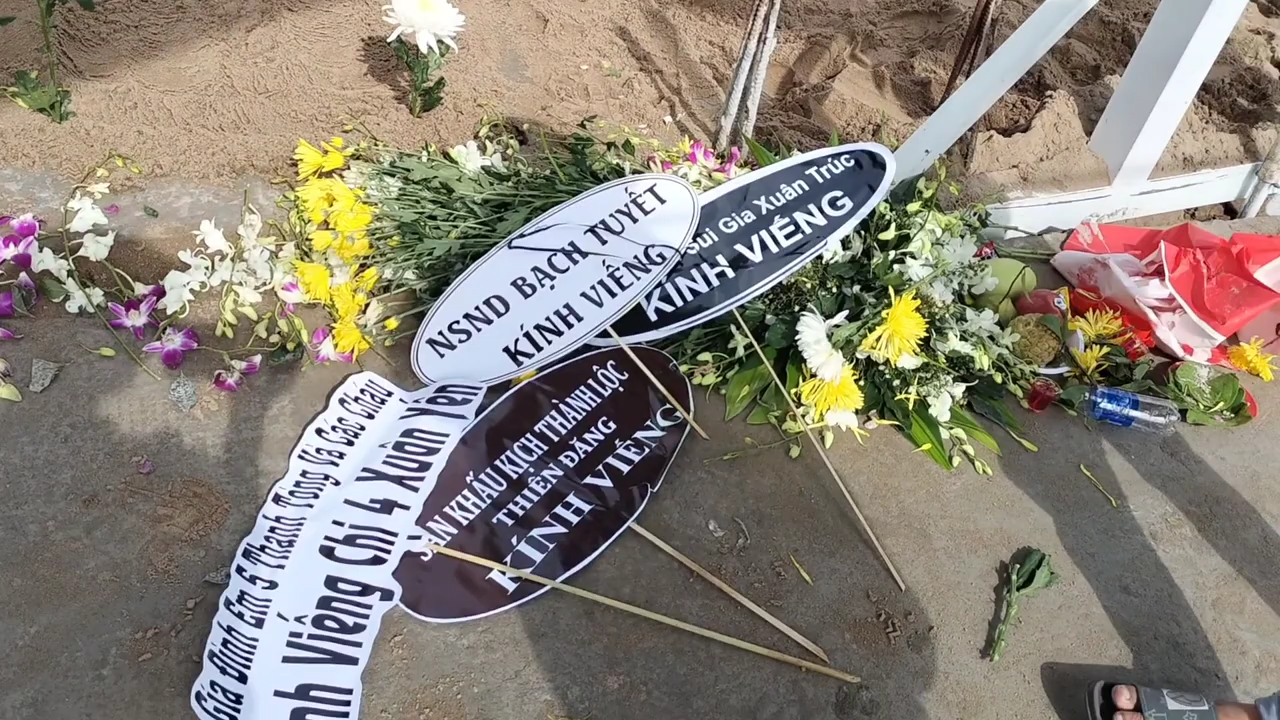 NSND BẠCH TUYẾT
KÍNH VIẾNG
Sui Gia Xuân Trúc
KÍNH VIẾNG
SÂN KHẤU KỊCH THÀNH LỘC
THIÊN ĐĂNG
KÍNH VIẾNG
Gia Đình Em 5 Thanh Tòng Và Các Cháu
nh Viếng Chị 4 Xuân Yến